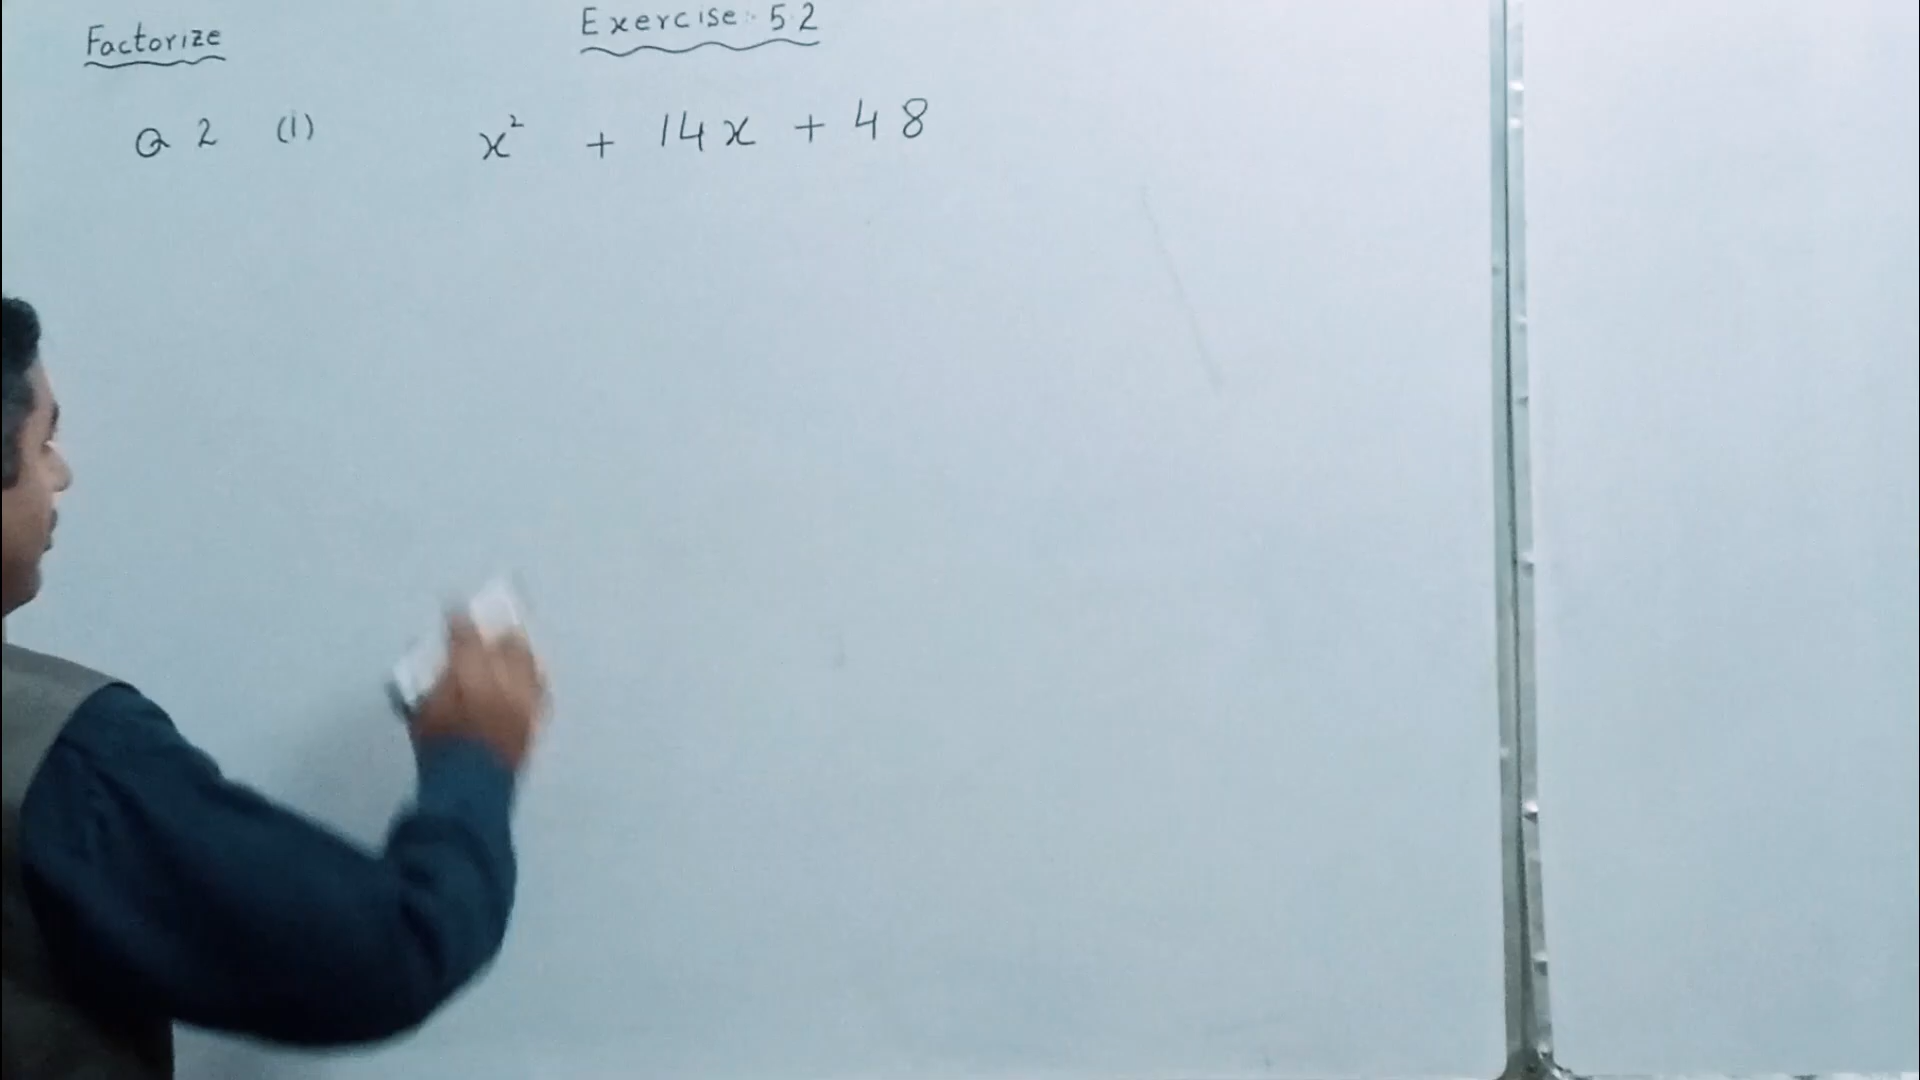 Factorize
Exercise:- 5.2
Q 2 (1) x² + 14x + 48